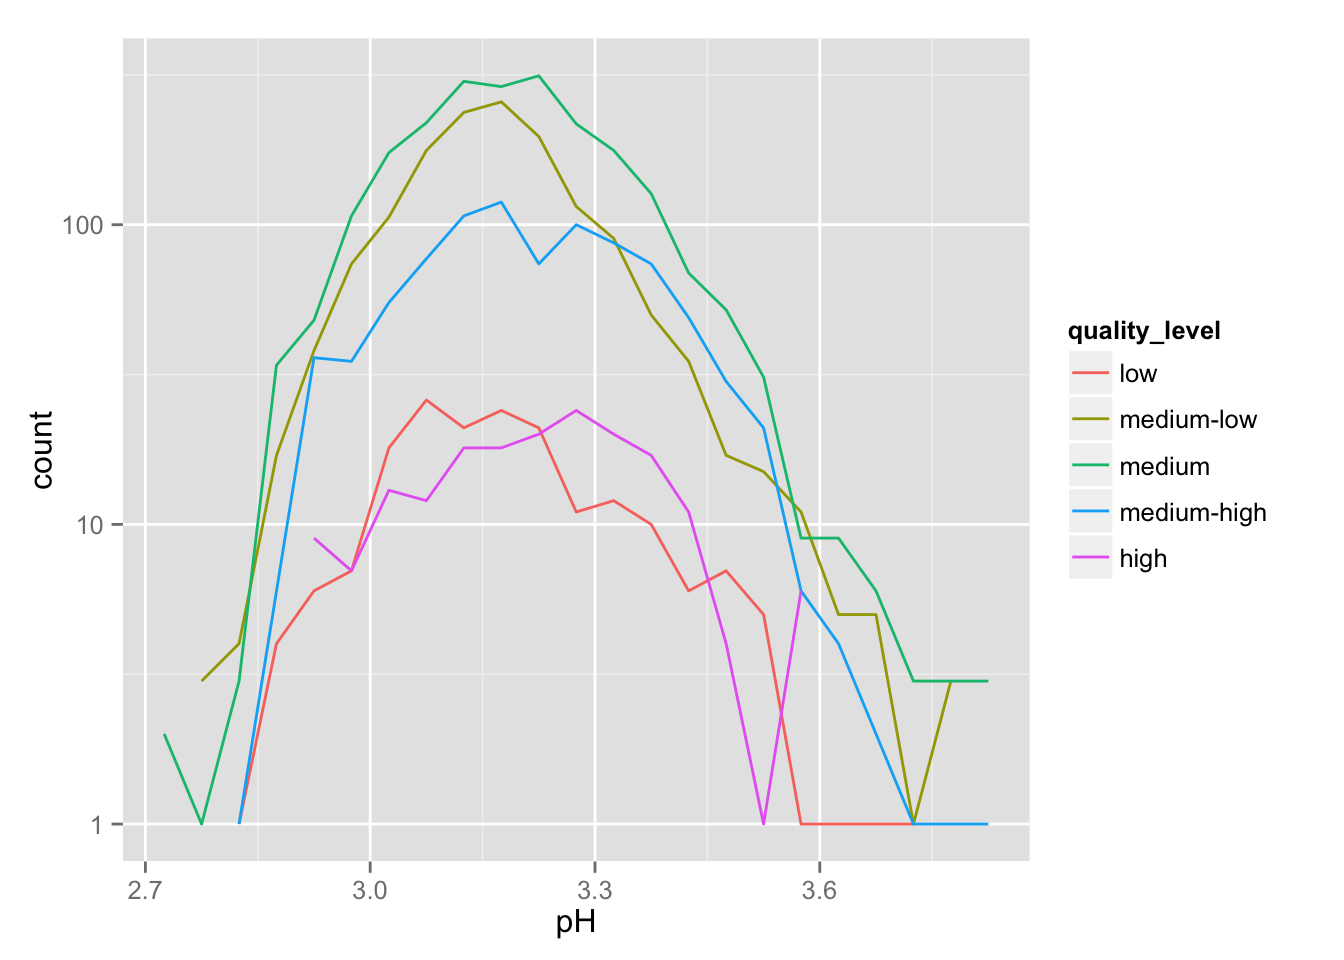 100
10
1
count
2.7 3.0 3.3 3.6
pH
quality_level
low
medium-low
medium
medium-high
high